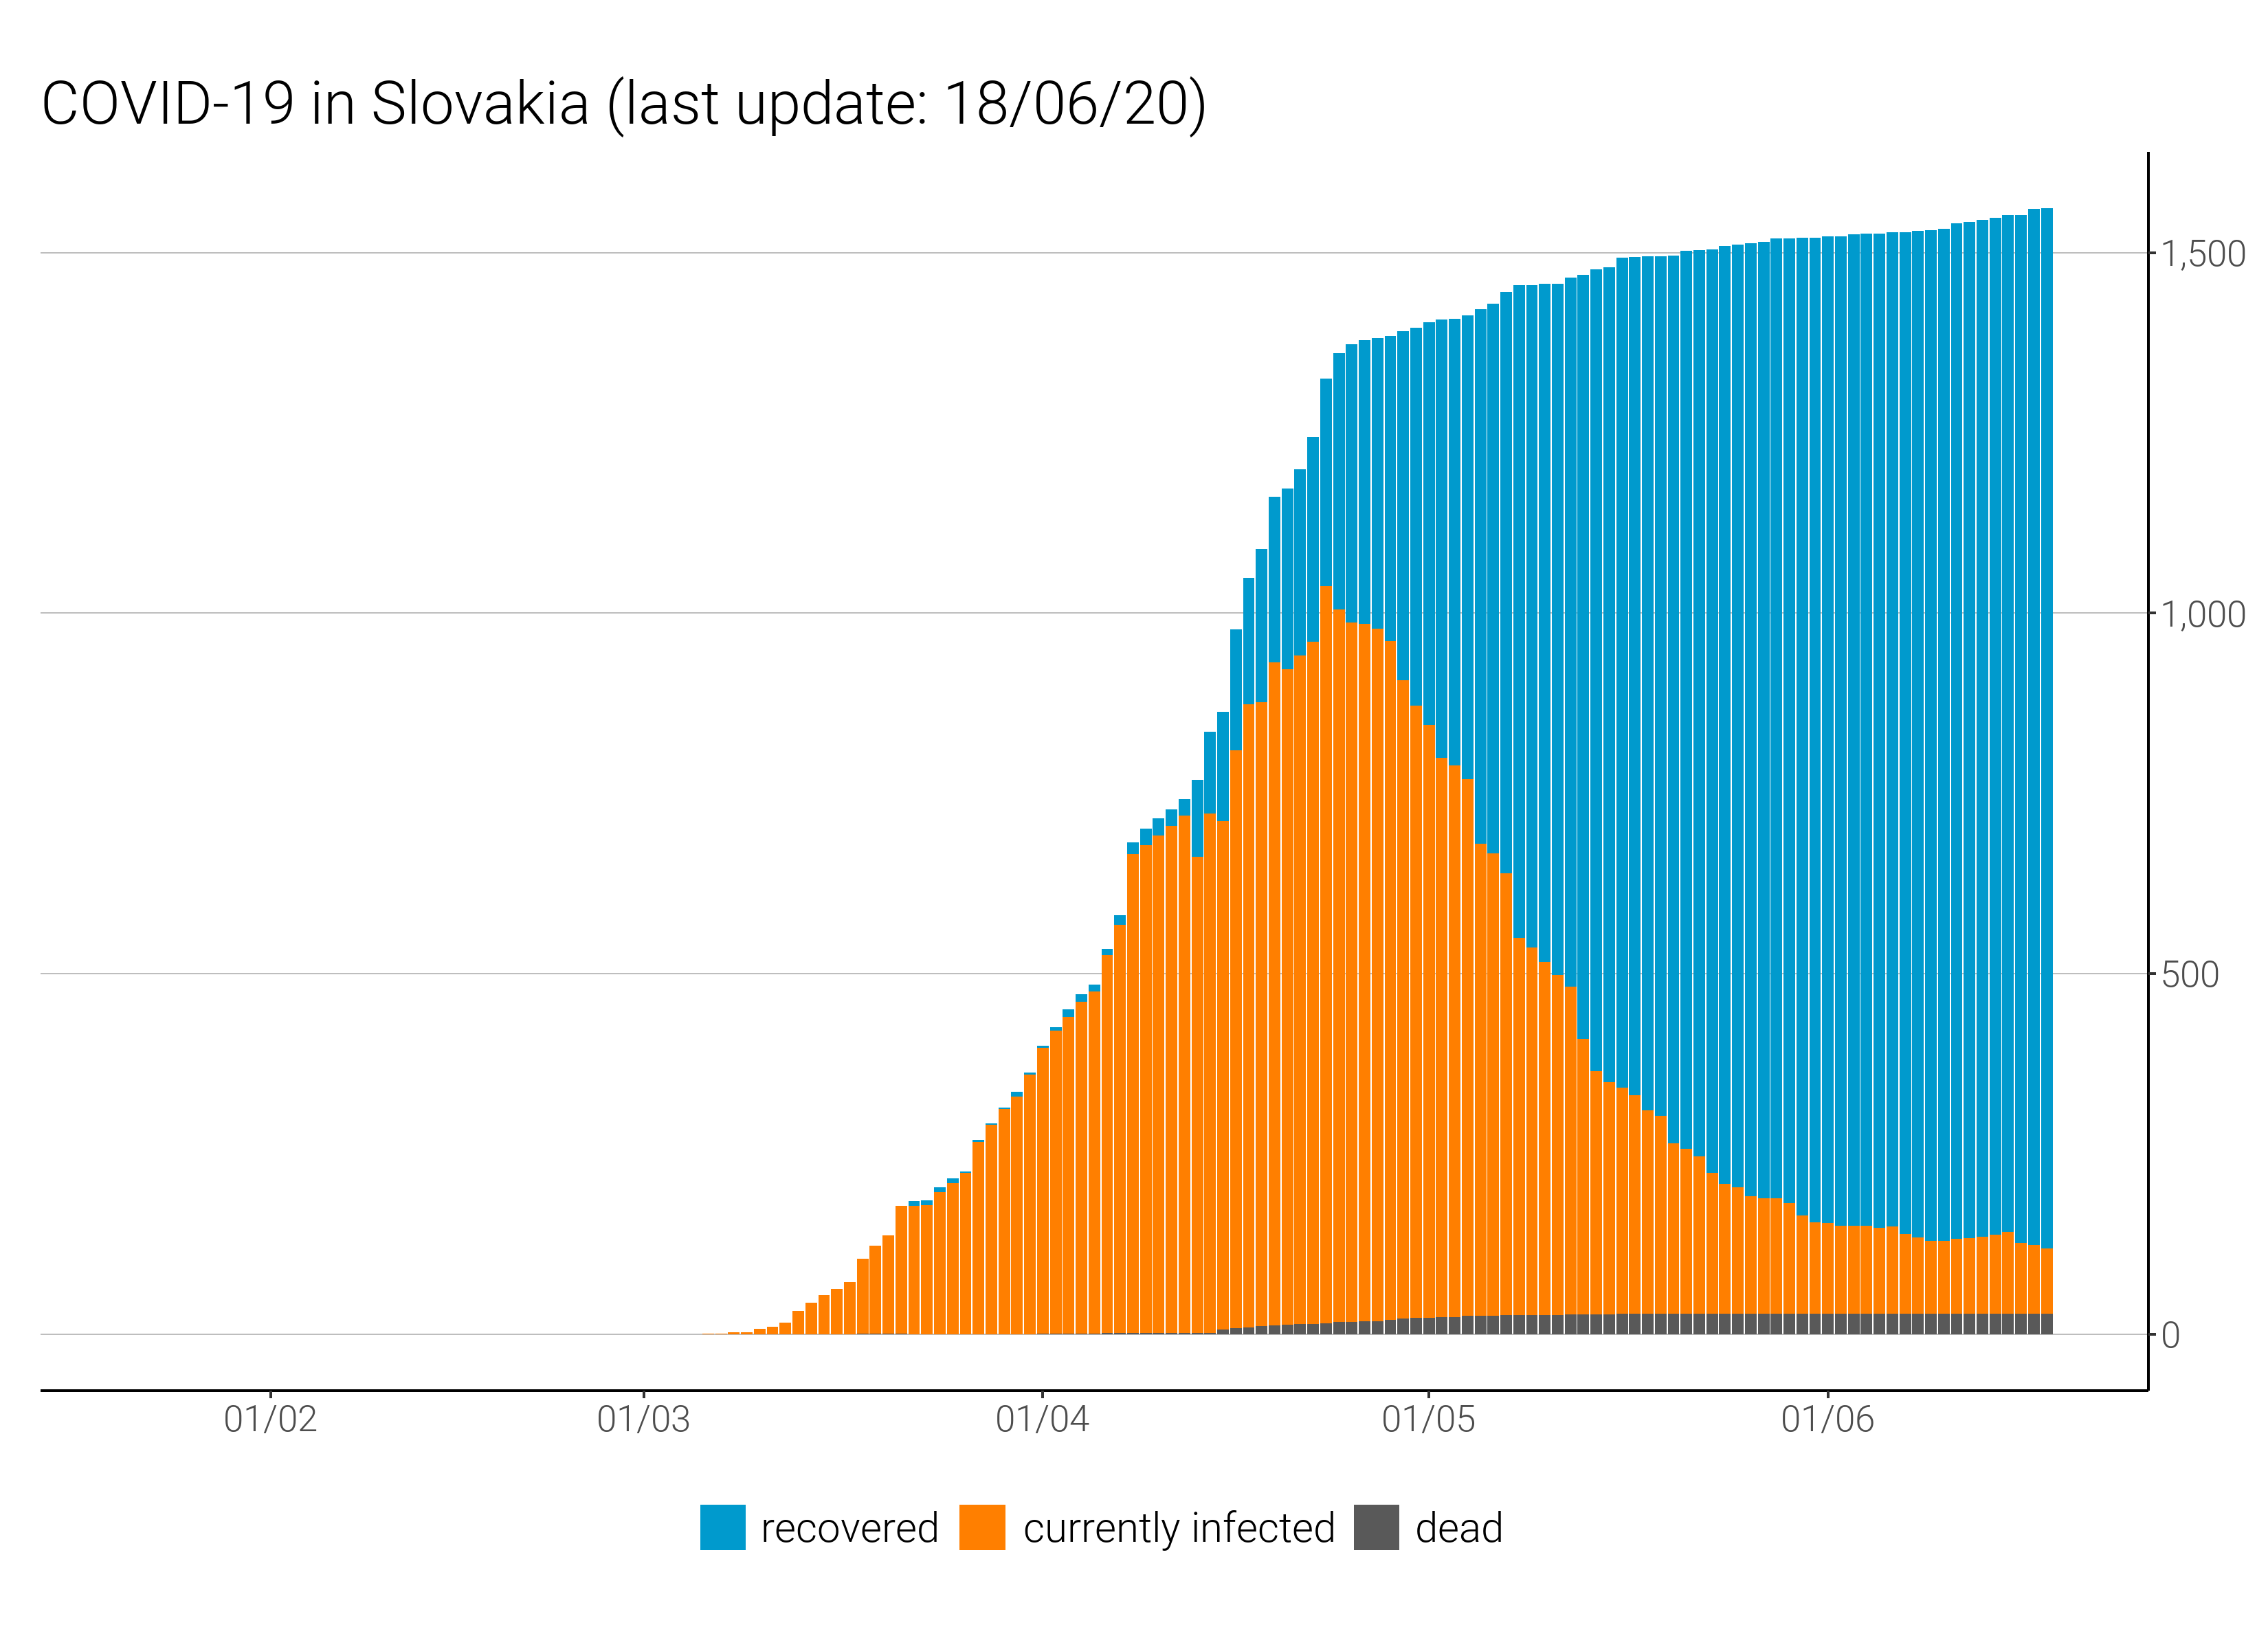 COVID-19 in Slovakia (last update: 18/06/20)
1,500
1,000
500
0
01/02 01/03 01/04 01/05 01/06
recovered currently infected dead